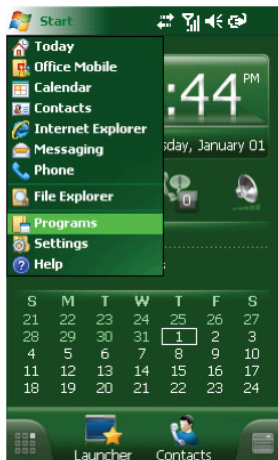 Start
Today
Office Mobile
Calendar
Contacts
Internet Explorer
Messaging
Phone
File Explorer
Programs
Settings
Help
:44 PM
sday, January 01
0
:
S M T W T F S
21 22 23 24 25 26 27
28 29 30 31 1 2 3
4 5 6 7 8 9 10
11 12 13 14 15 16 17
18 19 20 21 22 23 24
Launcher Contacts